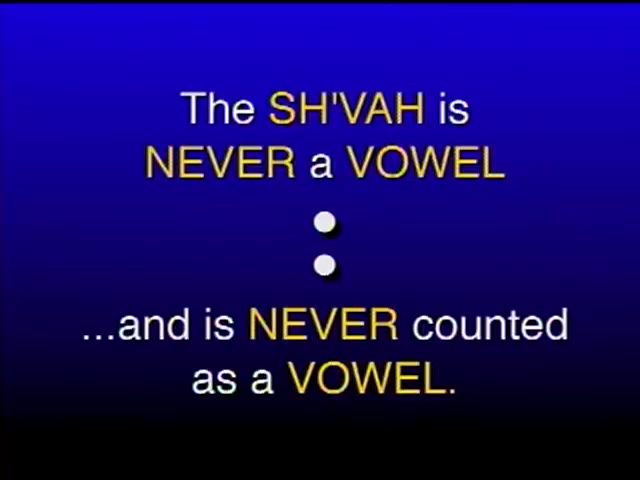 The SH'VAH is
NEVER a VOWEL
...and is NEVER counted
as a VOWEL.